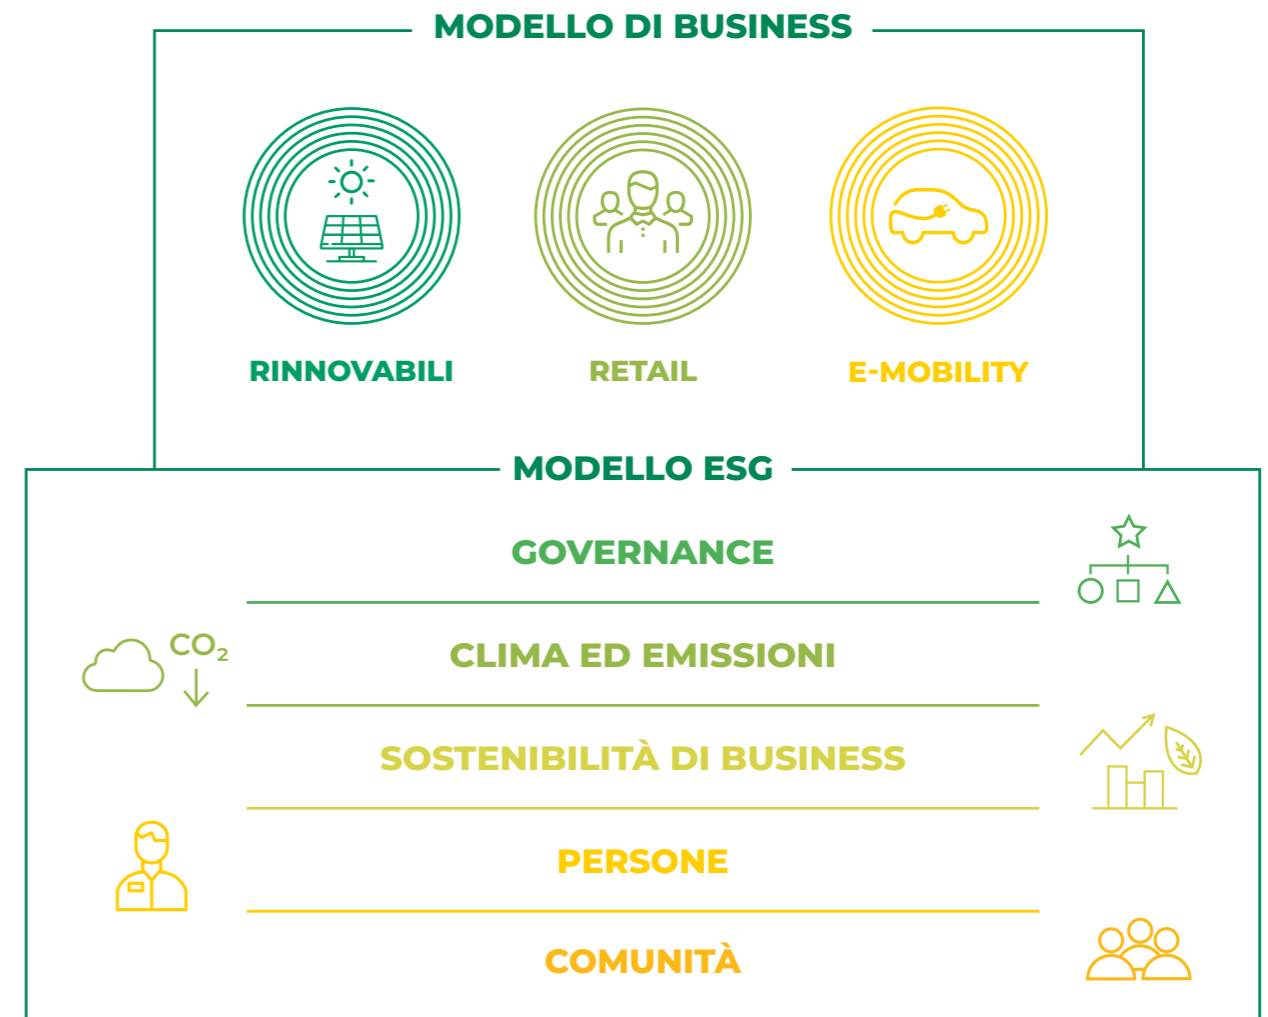 MODELLO DI BUSINESS
RINNOVABILI
RETAIL
E-MOBILITY
MODELLO ESG
GOVERNANCE
CO₂
CLIMA ED EMISSIONI
SOSTENIBILITÀ DI BUSINESS
PERSONE
COMUNITÀ